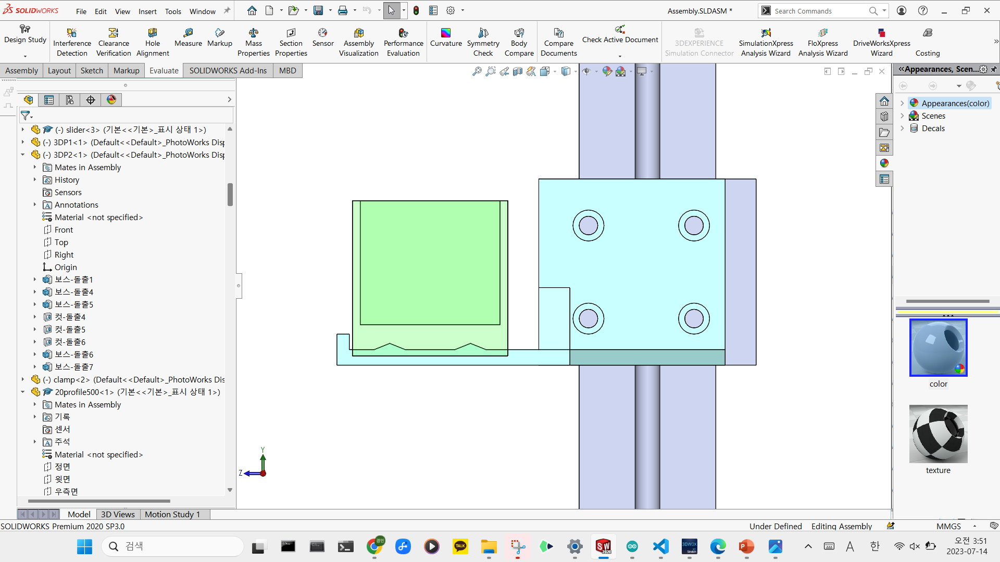 SOLIDWORKS File Edit View Insert Tools Window Assembly.SLDASM * Search Commands
Design Study
Interference Detection
Clearance Verification
Hole Alignment
Measure
Markup
Mass Properties
Section Properties
Sensor
Assembly Visualization
Performance Evaluation
Curvature
Symmetry Check
Body Compare
Compare Documents
Check Active Document
3DEXPERIENCE Simulation Connector
SimulationXpress Analysis Wizard
FloXpress Analysis Wizard
DriveWorksXpress Wizard
Costing
Assembly Layout Sketch Markup Evaluate SOLIDWORKS Add-Ins MBD
(-) slider<3> (기본<<기본>_표시 상태 1>)
(-) 3DP1<1> (Default<<Default>_PhotoWorks Disp
(-) 3DP2<1> (Default<<Default>_PhotoWorks Disp
Mates in Assembly
History
Sensors
Annotations
Material <not specified>
Front
Top
Right
Origin
보스-돌출1
보스-돌출4
보스-돌출5
컷-돌출4
컷-돌출5
컷-돌출6
보스-돌출6
보스-돌출7
(-) clamp<2> (Default<<Default>_PhotoWorks Dis
20profile500<1> (기본<<기본>_표시 상태 1>)
Mates in Assembly
기록
센서
주석
Material <not specified>
정면
윗면
우측면
Y
Z
Appearances, Scen...
Appearances(color)
Scenes
Decals
color
texture
Model 3D Views Motion Study 1
SOLIDWORKS Premium 2020 SP3.0 Under Defined Editing Assembly MMGS
검색
경민
TALK
SW
2020
3DWOX
Sindoh
A
한
오전 3:51
2023-07-14